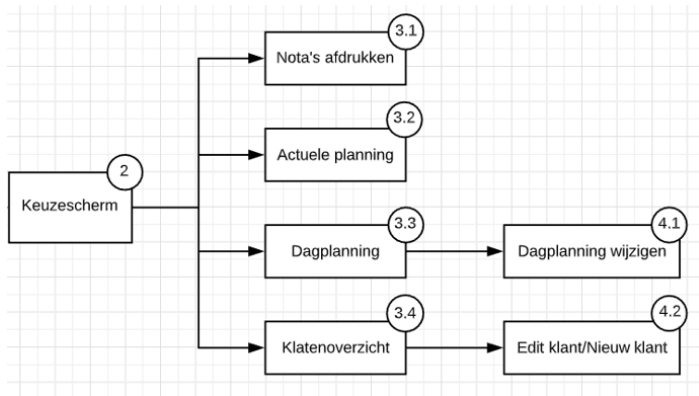 3.1
Nota's afdrukken
3.2
Actuele planning
2
Keuzescherm
3.3
Dagplanning
4.1
Dagplanning wijzigen
3.4
Klatenoverzicht
4.2
Edit klant/Nieuw klant